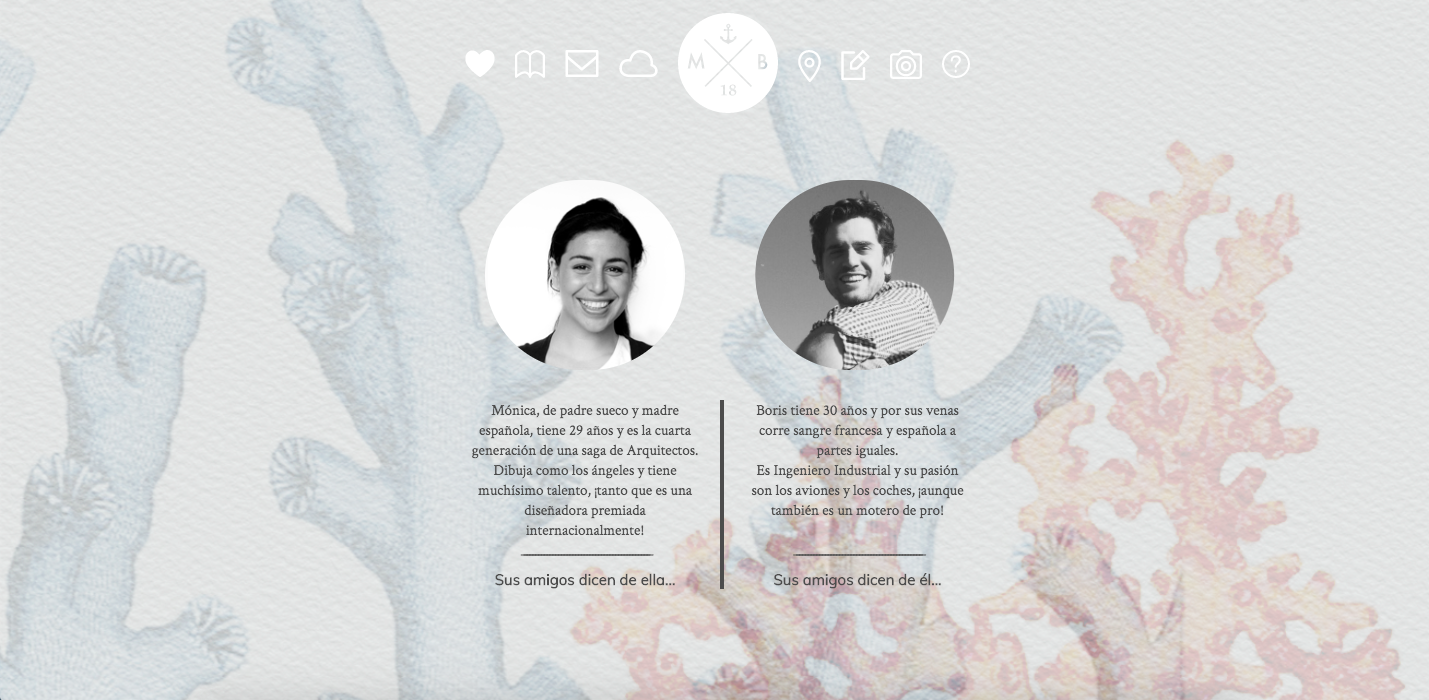 M B
18
Mónica, de padre sueco y madre
española, tiene 29 años y es la cuarta
generación de una saga de Arquitectos.
Dibuja como los ángeles y tiene
muchísimo talento, ¡tanto que es una
diseñadora premiada
internacionalmente!
Sus amigos dicen de ella...
Boris tiene 30 años y por sus venas
corre sangre francesa y española a
partes iguales.
Es Ingeniero Industrial y su pasión
son los aviones y los coches, ¡aunque
también es un motero de pro!
Sus amigos dicen de él...